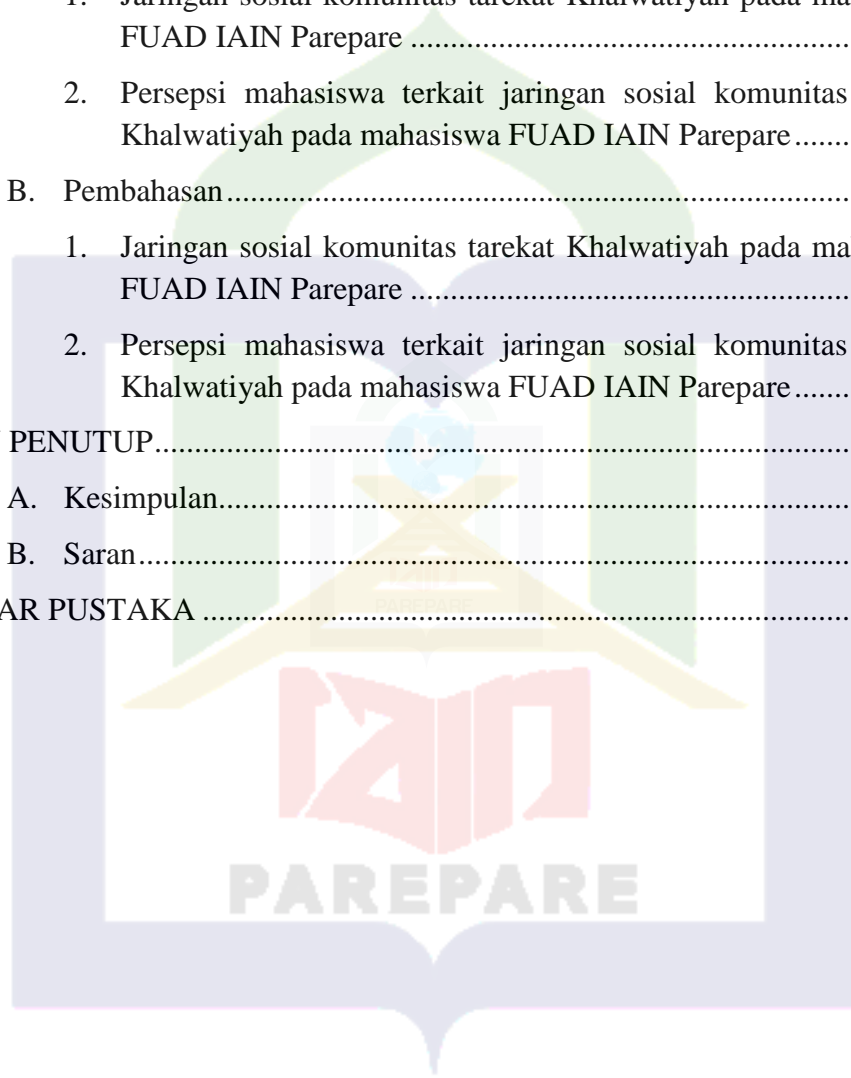 1. Jaringan sosial komunitas tarekat Khalwatiyah pada ma
FUAD IAIN Parepare ........................................................
2. Persepsi mahasiswa terkait jaringan sosial komunitas
Khalwatiyah pada mahasiswa FUAD IAIN Parepare .......
B. Pembahasan ................................................................................
1. Jaringan sosial komunitas tarekat Khalwatiyah pada ma
FUAD IAIN Parepare ........................................................
2. Persepsi mahasiswa terkait jaringan sosial komunitas
Khalwatiyah pada mahasiswa FUAD IAIN Parepare .......
PENUTUP .......................................................................................
A. Kesimpulan .................................................................................
B. Saran ...........................................................................................
AR PUSTAKA .................................................................................
PAREPARE
iain
PAREPARE